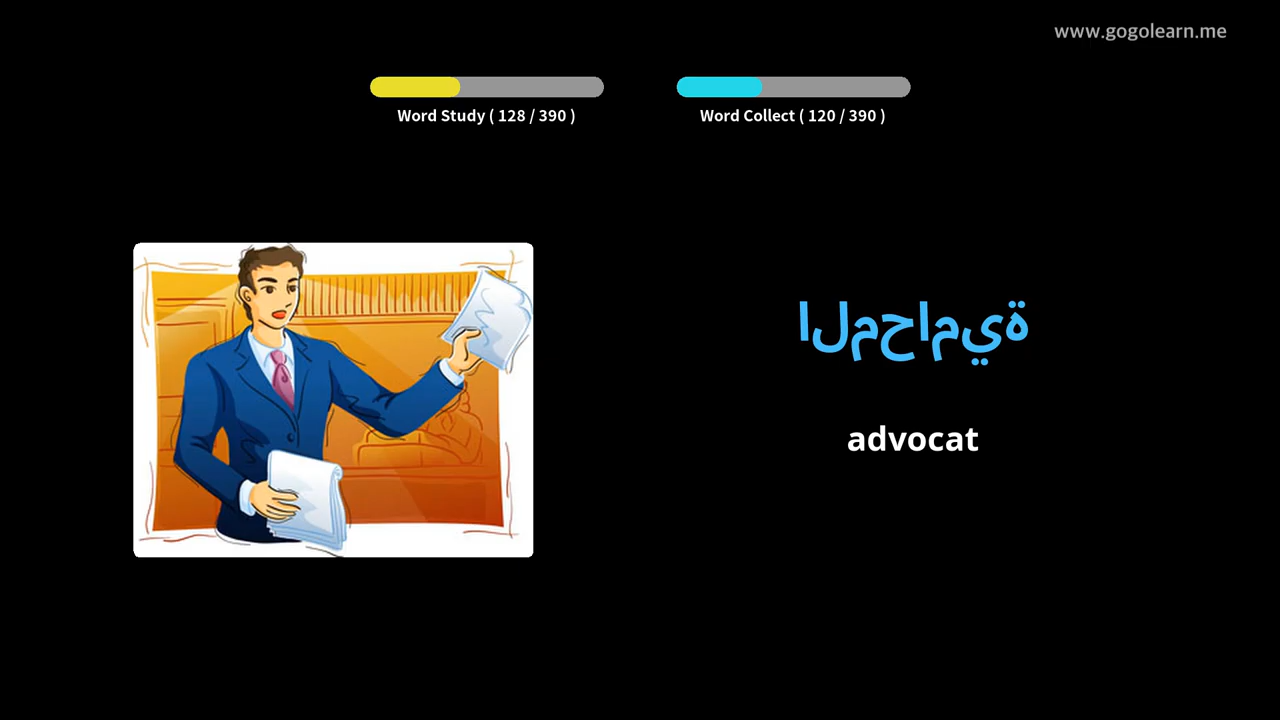 www.gogolearn.me
Word Study ( 128 / 390 )
Word Collect ( 120 / 390 )
المحامية
advocat